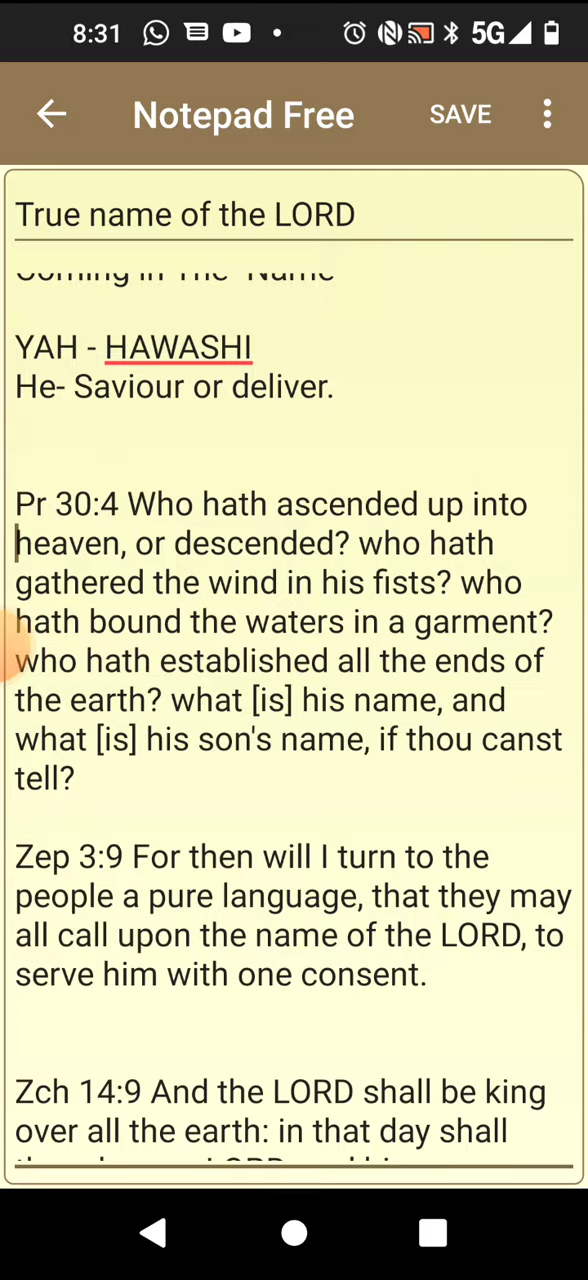 8:31 5G
Notepad Free SAVE
True name of the LORD
Coming In The Name
YAH - HAWASHI
He- Saviour or deliver.
Pr 30:4 Who hath ascended up into
heaven, or descended? who hath
gathered the wind in his fists? who
hath bound the waters in a garment?
who hath established all the ends of
the earth? what [is] his name, and
what [is] his son's name, if thou canst
tell?
Zep 3:9 For then will I turn to the
people a pure language, that they may
all call upon the name of the LORD, to
serve him with one consent.
Zch 14:9 And the LORD shall be king
over all the earth: in that day shall